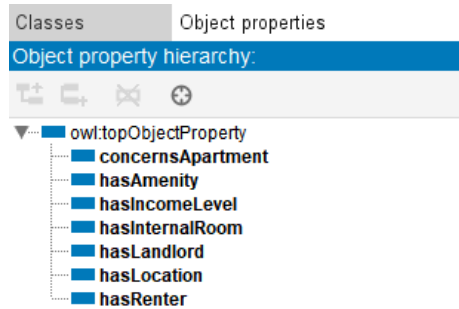 Classes Object properties
Object property hierarchy:
owl:topObjectProperty
concernsApartment
hasAmenity
hasIncomeLevel
hasInternalRoom
hasLandlord
hasLocation
hasRenter